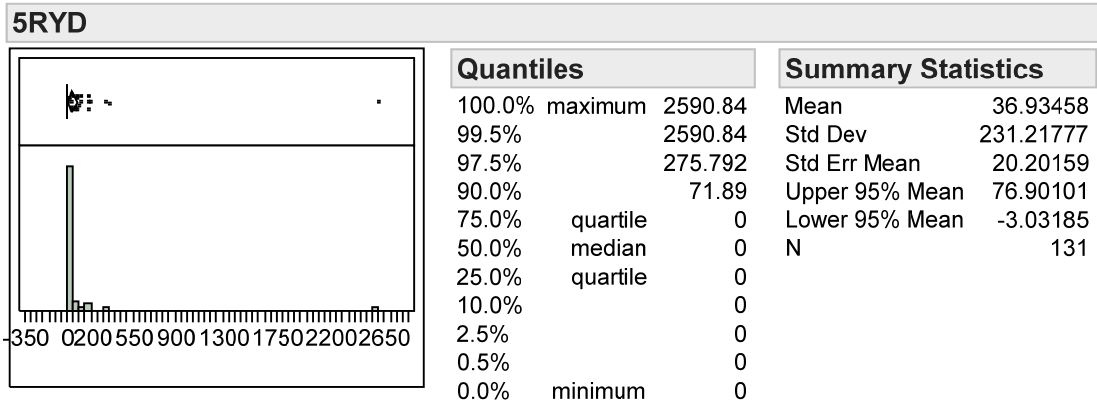 5RYD
Quantiles
100.0% maximum 2590.84
99.5% 2590.84
97.5% 275.792
90.0% 71.89
75.0% quartile 0
50.0% median 0
25.0% quartile 0
10.0% 0
2.5% 0
0.5% 0
0.0% minimum 0
Summary Statistics
Mean 36.93458
Std Dev 231.21777
Std Err Mean 20.20159
Upper 95% Mean 76.90101
Lower 95% Mean -3.03185
N 131
-350 0 200 550 900 1300 1750 2200 2650